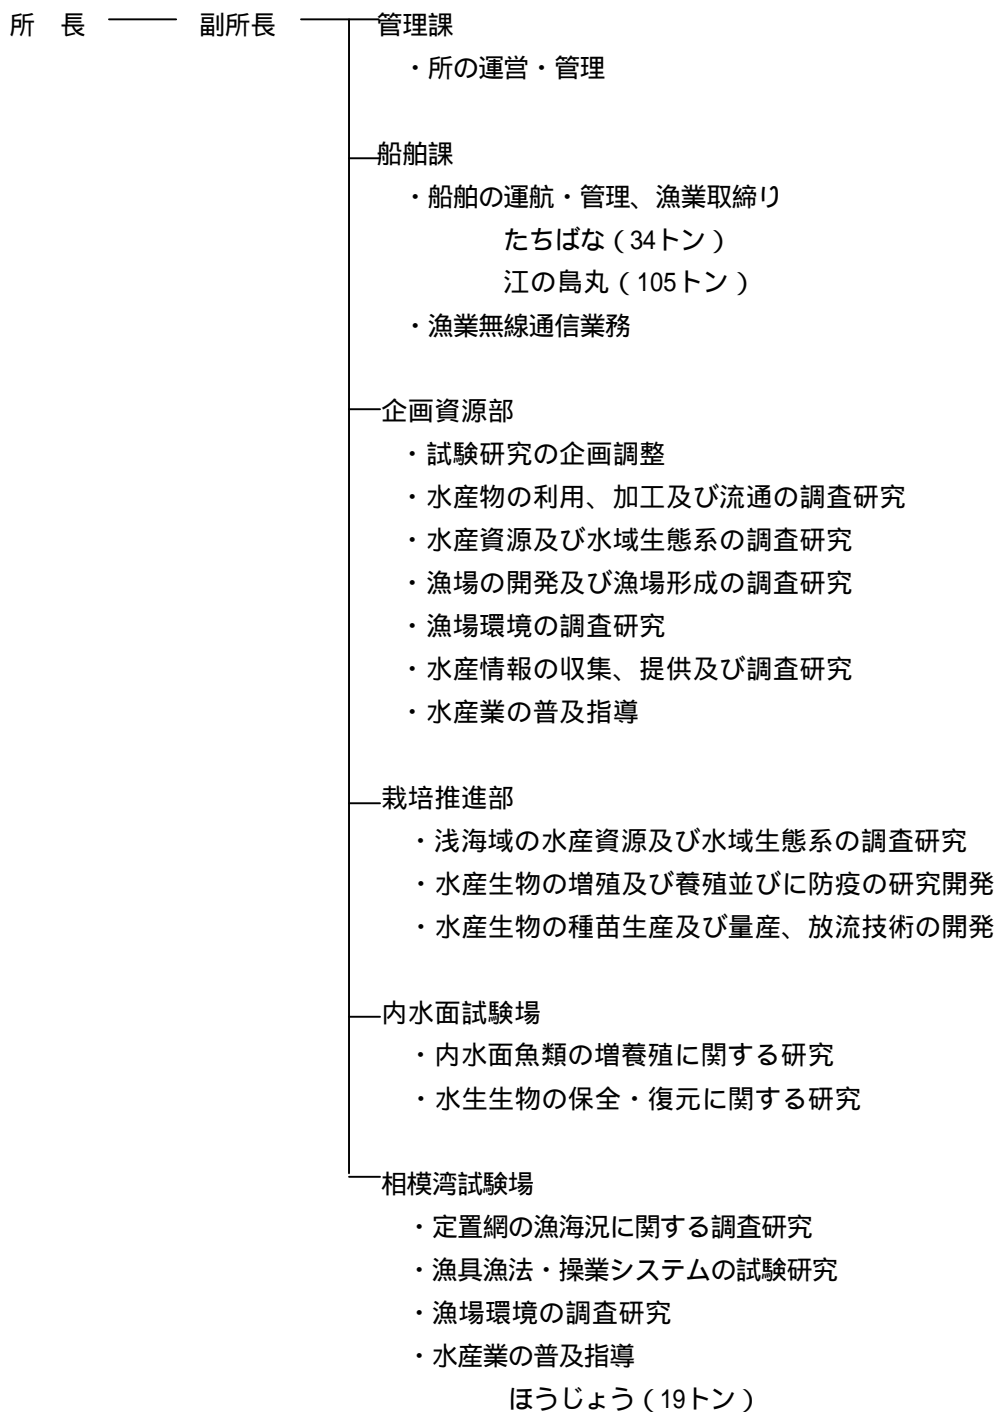 所　長　副所長　管理課
・所の運営・管理
船舶課
・船舶の運航・管理、漁業取締り
たちばな（34トン）
江の島丸（105トン）
・漁業無線通信業務
企画資源部
・試験研究の企画調整
・水産物の利用、加工及び流通の調査研究
・水産資源及び水域生態系の調査研究
・漁場の開発及び漁場形成の調査研究
・漁場環境の調査研究
・水産情報の収集、提供及び調査研究
・水産業の普及指導
栽培推進部
・浅海域の水産資源及び水域生態系の調査研究
・水産生物の増殖及び養殖並びに防疫の研究開発
・水産生物の種苗生産及び量産、放流技術の開発
内水面試験場
・内水面魚類の増養殖に関する研究
・水生生物の保全・復元に関する研究
相模湾試験場
・定置網の漁海況に関する調査研究
・漁具漁法・操業システムの試験研究
・漁場環境の調査研究
・水産業の普及指導
ほうじょう（19トン）